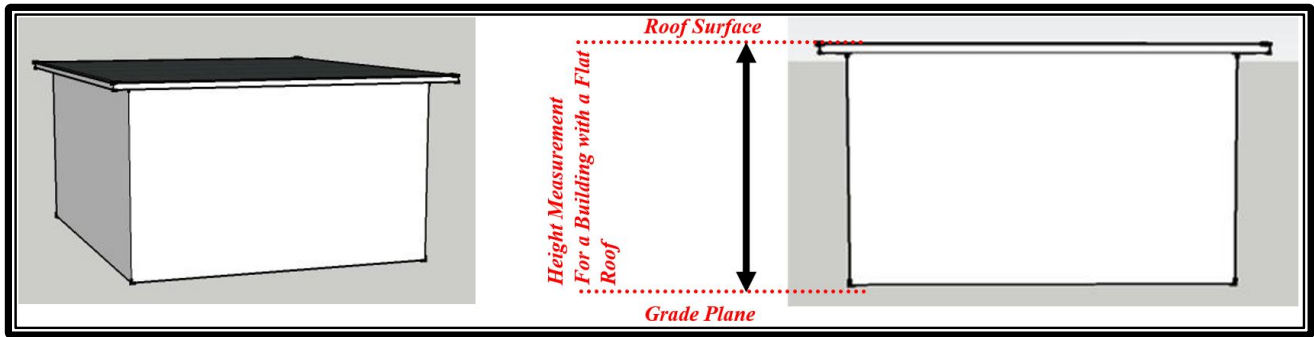 Roof Surface
Height Measurement
For a Building with a Flat
Roof
Grade Plane